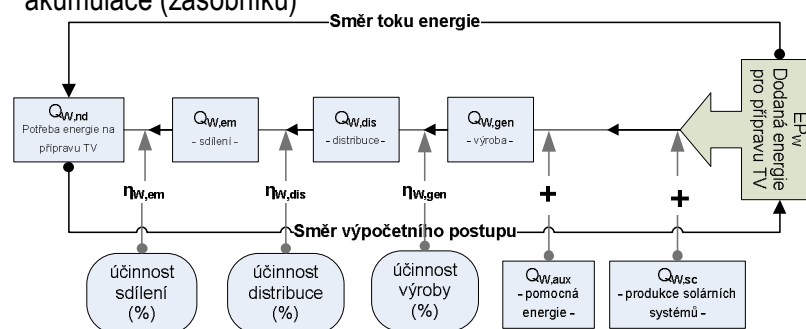 akumulace (zásobníku)
Směr toku energie
Q_W,nd
Potřeba energie na
přípravu TV
Q_W,em
- sdílení -
Q_W,dis
- distribuce-
Q_W,gen
- výroba-
Dodaná energie
pro přípravu TV
EP_W
η_W,em
η_W,dis
η_W,gen
+
+
Směr výpočetního postupu
účinnost
sdílení
(%)
účinnost
distribuce
(%)
účinnost
výroby
(%)
Q_W,aux
- pomocná
energie -
Q_W,sc
- produkce solárních
systémů -